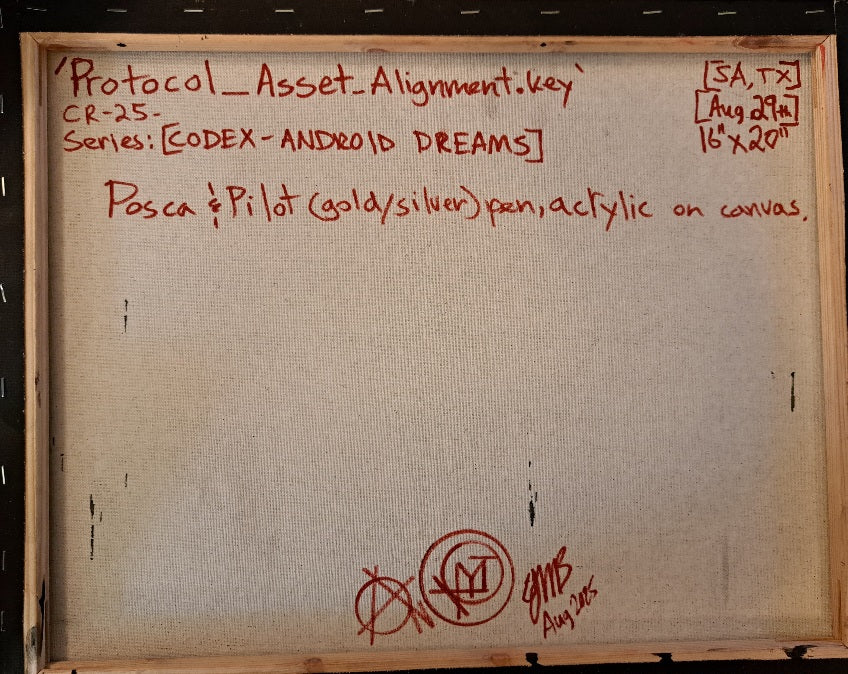 'Protocol_Asset_Alignment.key'
[SA, TX]
CR-25-
[Aug 29th]
Series: [CODEX-ANDROID DREAMS]
16" x 20"
Posca & Pilot (gold/silver) pen, acrylic on canvas.
Aug 2025